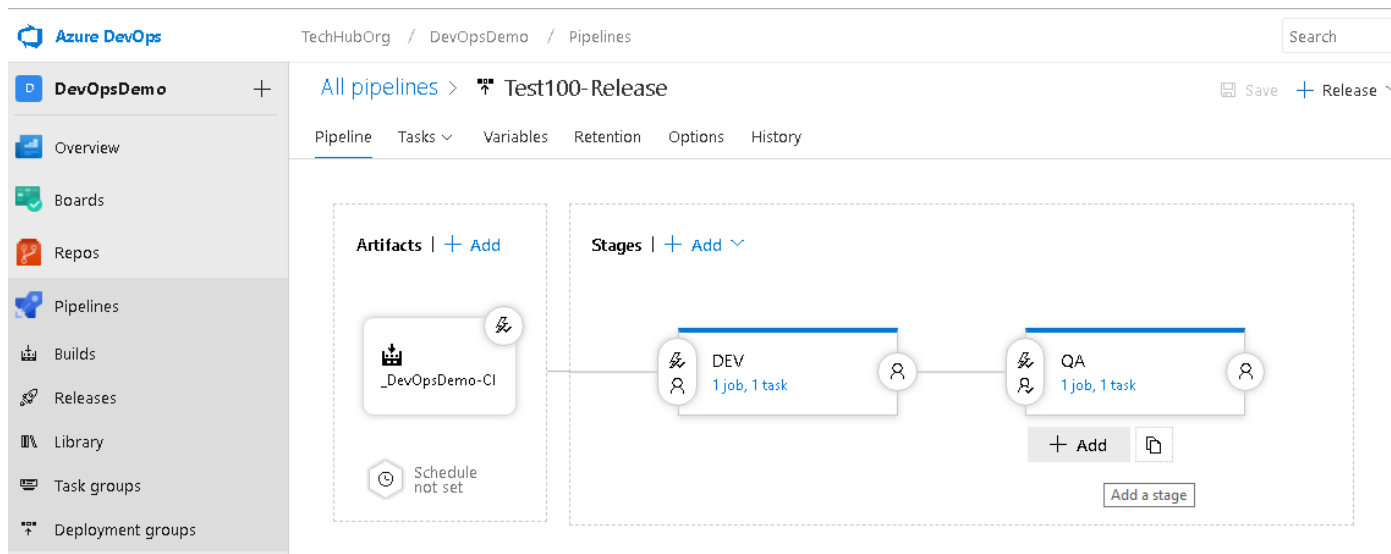 Azure DevOps
TechHubOrg / DevOpsDemo / Pipelines
Search
D DevOpsDemo +
All pipelines > Test100-Release
Save + Release
Pipeline Tasks Variables Retention Options History
Overview
Boards
Repos
Pipelines
Builds
Releases
Library
Task groups
Deployment groups
Artifacts | + Add
_DevOpsDemo-CI
Schedule
not set
Stages | + Add
DEV
1 job, 1 task
QA
1 job, 1 task
+ Add
Add a stage